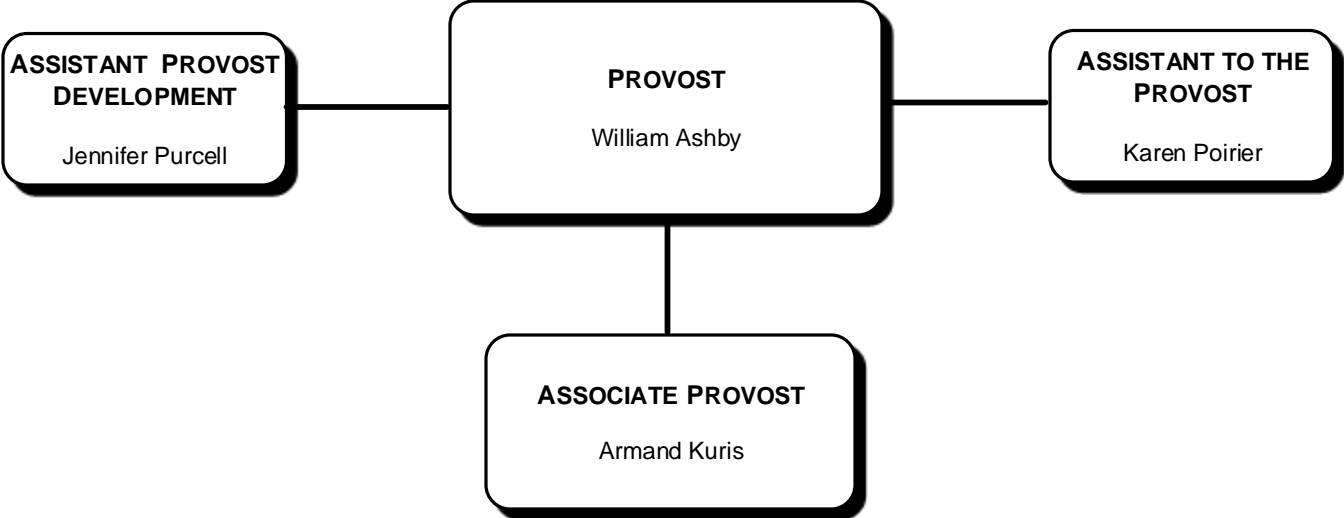 ASSISTANT PROVOST
DEVELOPMENT
Jennifer Purcell
PROVOST
William Ashby
ASSISTANT TO THE
PROVOST
Karen Poirier
ASSOCIATE PROVOST
Armand Kuris